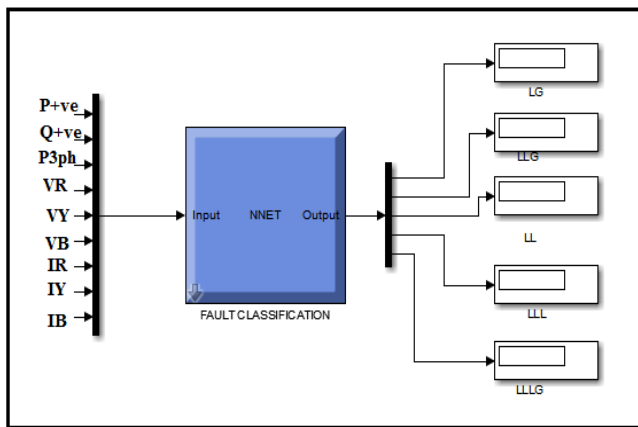 P+ve
Q+ve
P3ph
VR
VY
VB
IR
IY
IB
Input NNET Output
FAULT CLASSIFICATION
LG
LLG
LL
LLL
LLLG